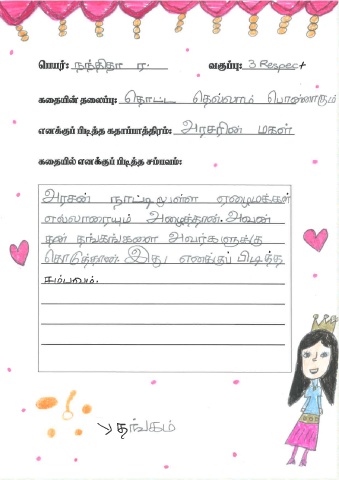 பெயர்: நந்திதா ர. வகுப்பு: 3 Respect
கதையின் தலைப்பு: தொட்ட தெல்லாம் பொன்னாகும்
எனக்குப் பிடித்த கதாப்பாத்திரம்: அரசரின் மகள்
கதையில் எனக்குப் பிடித்த சம்பவம்:
அரசன் நாட்டிலுள்ள ஏழைமக்கள்
எல்லாரையும் அழைத்தான். அவன்
தன் தங்கங்களை அவர்களுக்கு
கொடுத்தான். இது எனக்குப் பிடித்த
சம்பவம்.
தங்கம்